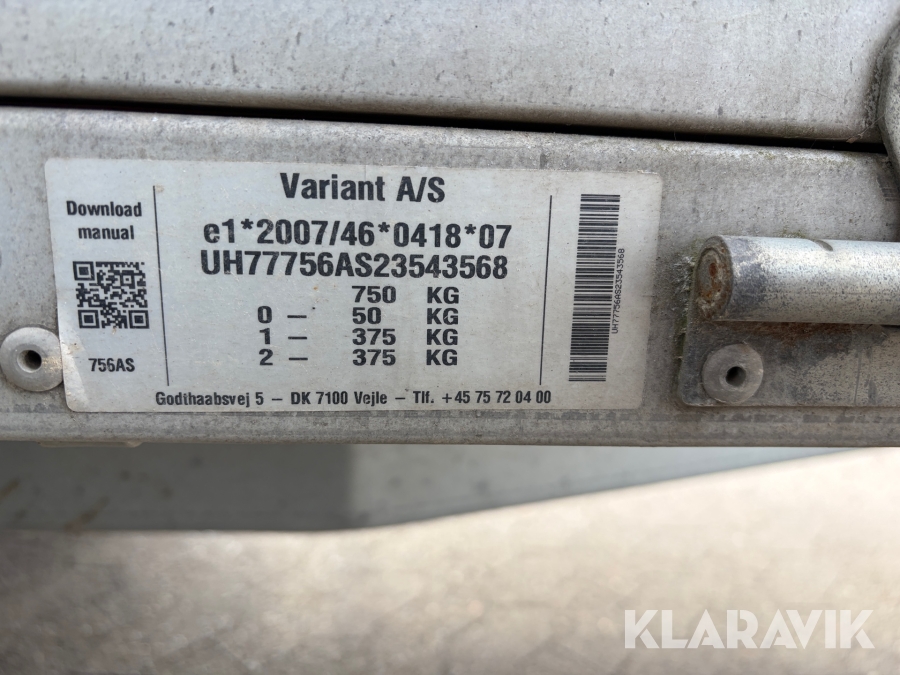 Download
manual
756AS
Variant A/S
e1*2007/46*0418*07
UH77756AS23543568
750 KG
0 – 50 KG
1 – 375 KG
2 – 375 KG
Godthaabsvej 5 – DK 7100 Vejle – Tlf. +45 75 72 04 00
UH77756AS23543568
KLARAVIK